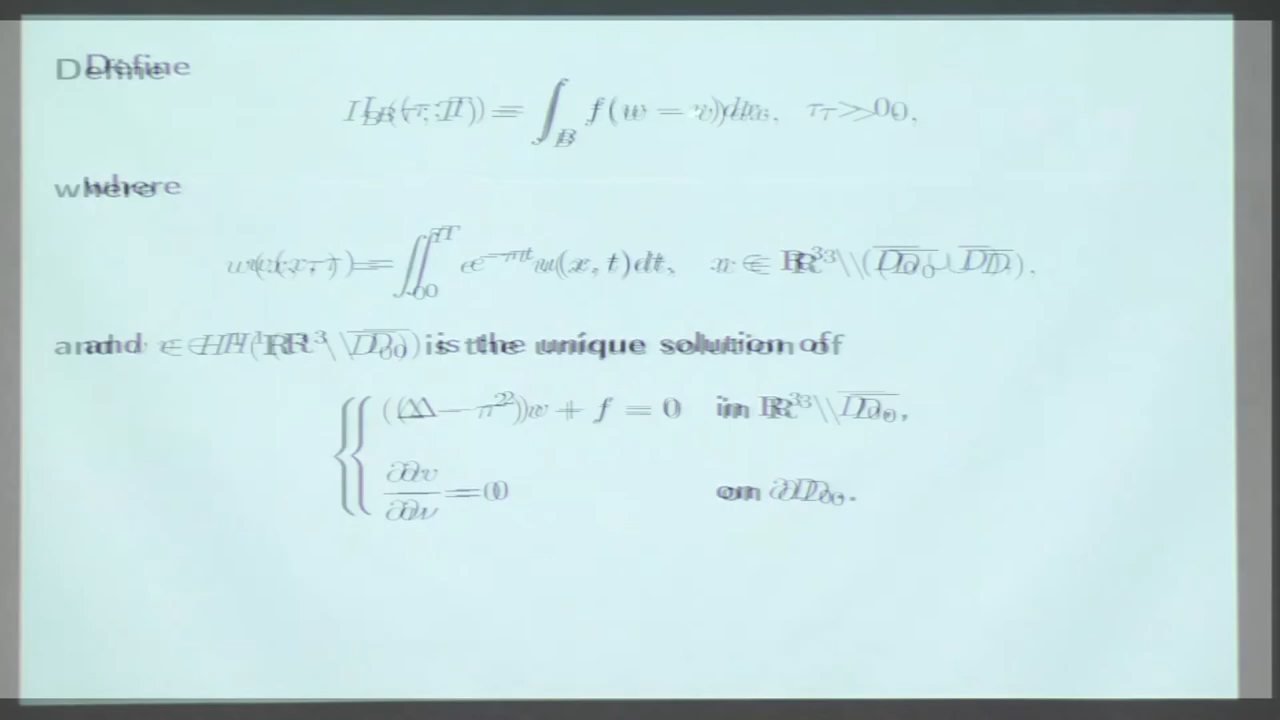 Define
I_B(τ; T) = ∫_B f(w − v)dx, τ > 0,
where
w(x, τ) = ∫_0^T e^{−τt} u(x, t)dt, x ∈ ℝ³ \ (D̅₀ ∪ D̅).
and v ∈ H¹(ℝ³ \ D̅₀) is the unique solution of
(Δ − τ²)v + f = 0 in ℝ³ \ D̅₀,
∂v/∂ν = 0 on ∂D₀.